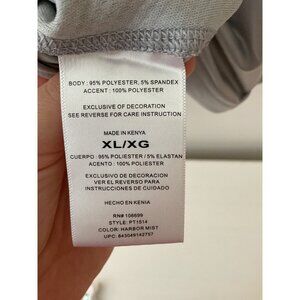 BODY: 95% POLYESTER, 5% SPANDEX
ACCENT: 100% POLYESTER
EXCLUSIVE OF DECORATION
SEE REVERSE FOR CARE INSTRUCTION
MADE IN KENYA
XL/XG
CUERPO: 95% POLIESTER / 5% ELASTAN
ACENTO: 100% POLIESTER
EXCLUSIVO DE DECORACION
VER EL REVERSO PARA
INSTRUCCIONES DE CUIDADO
HECHO EN KENIA
RN# 106699
STYLE: PT1514
COLOR: HARBOR MIST
UPC: 843049142757